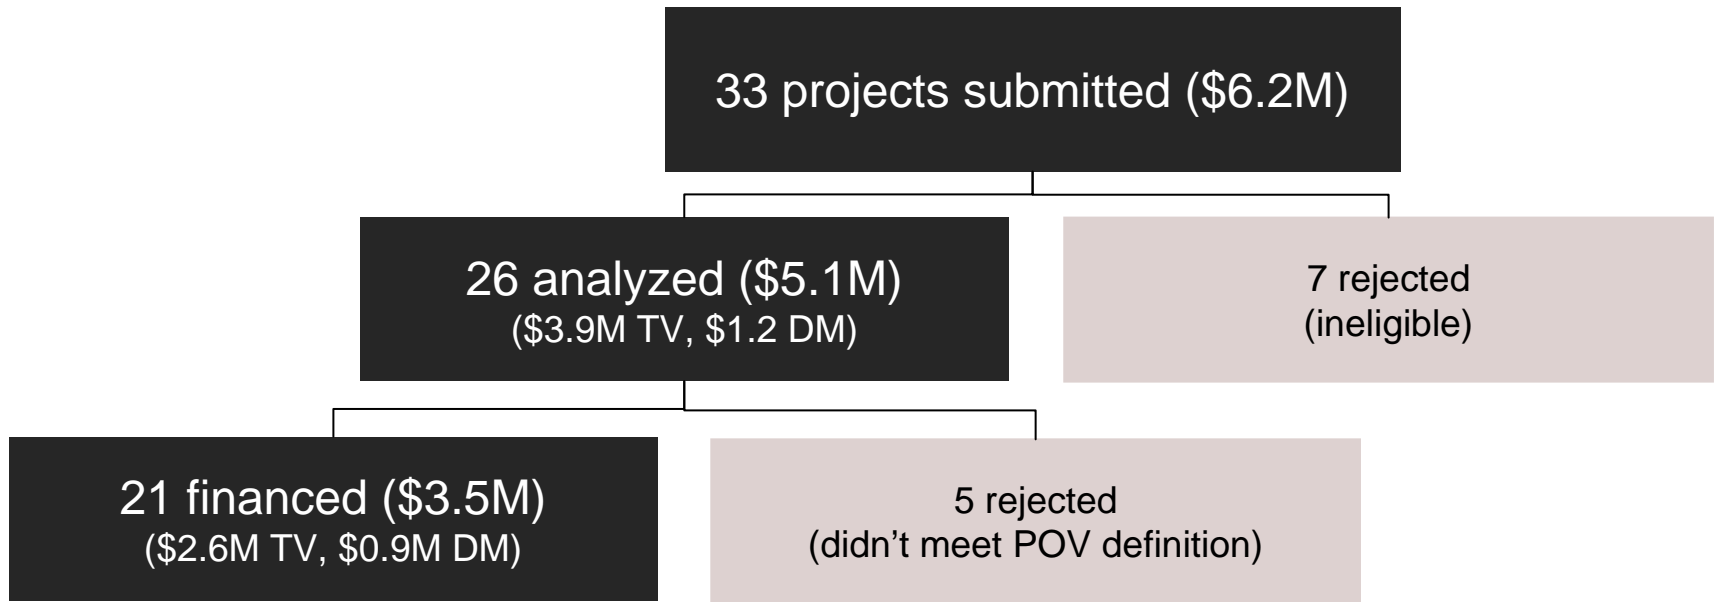 33 projects submitted ($6.2M)
26 analyzed ($5.1M)
($3.9M TV, $1.2 DM)
7 rejected
(ineligible)
21 financed ($3.5M)
($2.6M TV, $0.9M DM)
5 rejected
(didn’t meet POV definition)